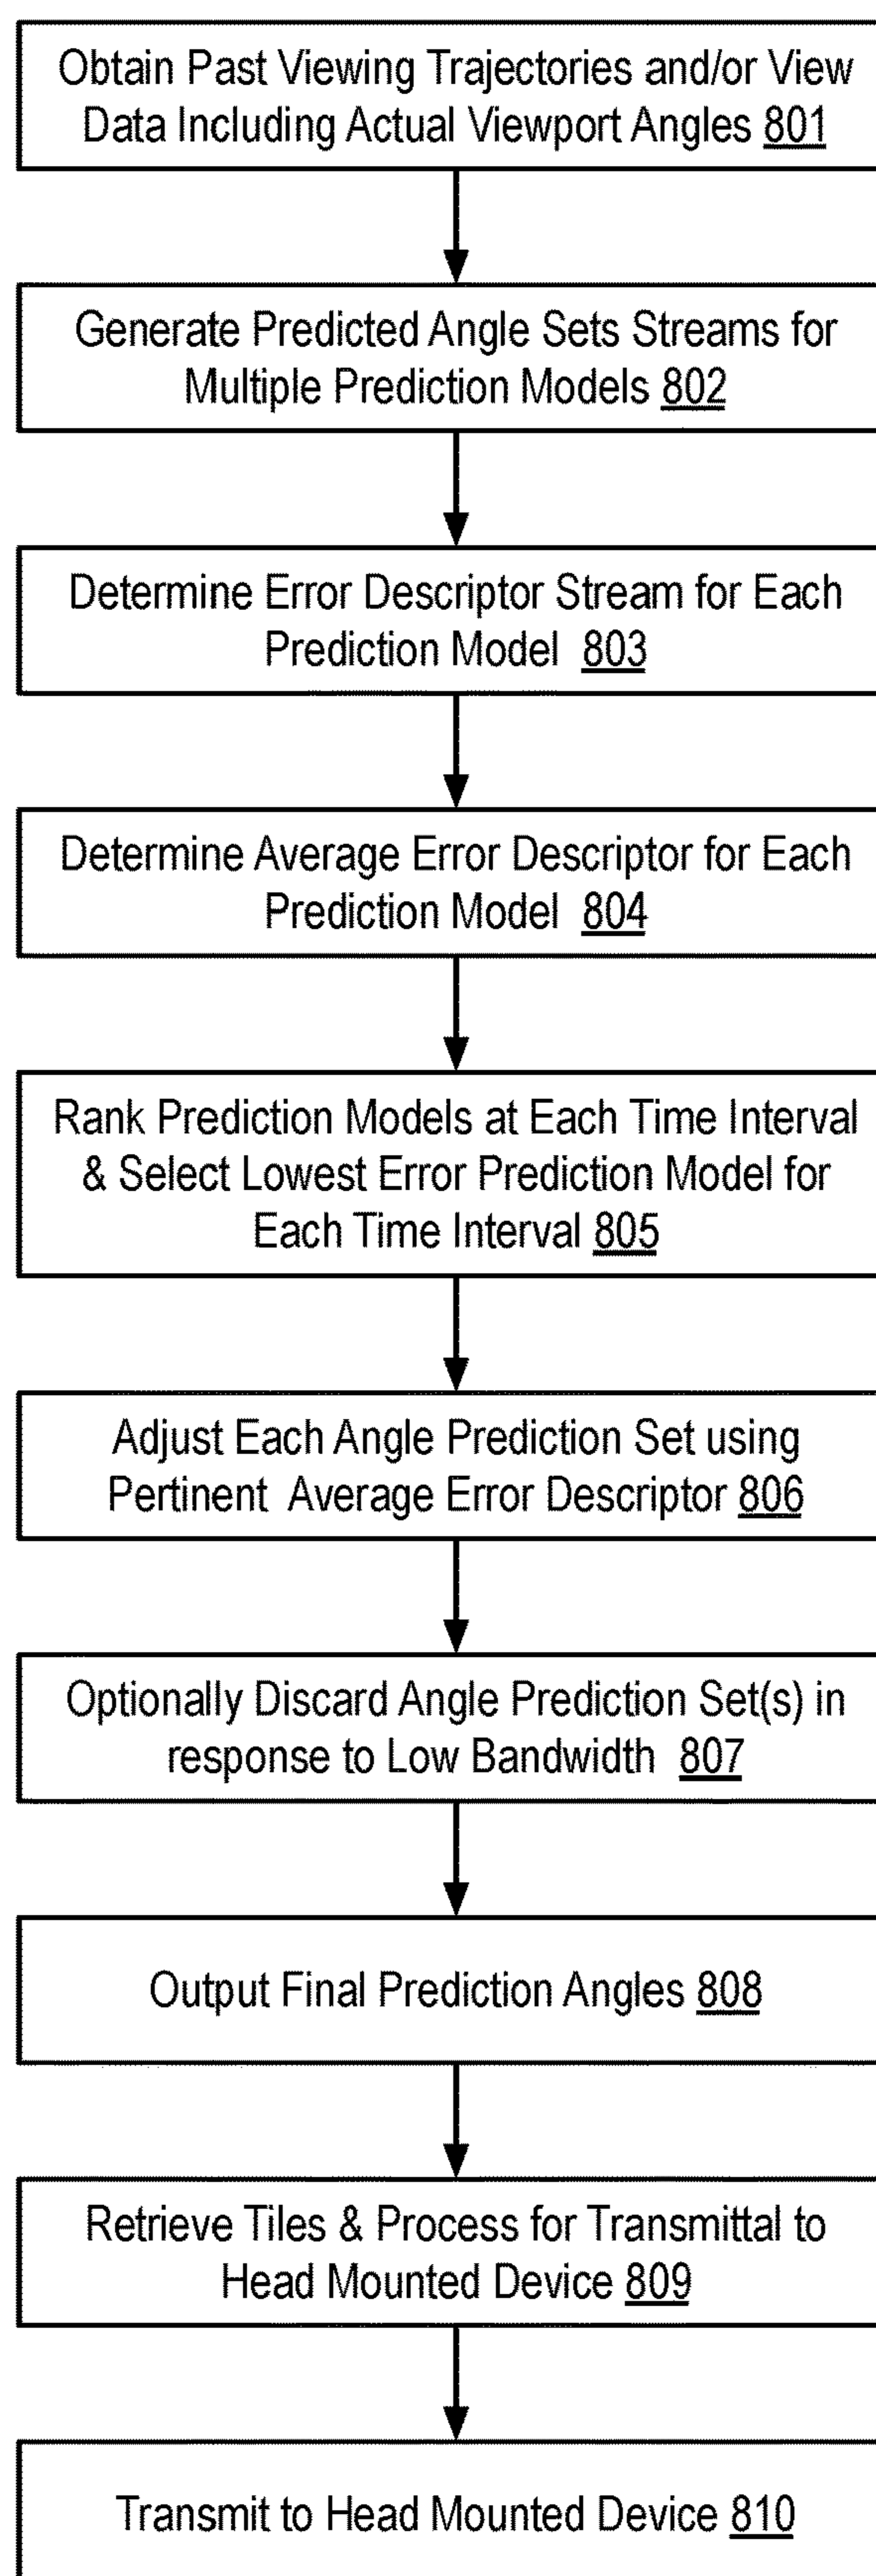 Obtain Past Viewing Trajectories and/or View
Data Including Actual Viewport Angles 801
Generate Predicted Angle Sets Streams for
Multiple Prediction Models 802
Determine Error Descriptor Stream for Each
Prediction Model 803
Determine Average Error Descriptor for Each
Prediction Model 804
Rank Prediction Models at Each Time Interval
& Select Lowest Error Prediction Model for
Each Time Interval 805
Adjust Each Angle Prediction Set using
Pertinent Average Error Descriptor 806
Optionally Discard Angle Prediction Set(s) in
response to Low Bandwidth 807
Output Final Prediction Angles 808
Retrieve Tiles & Process for Transmittal to
Head Mounted Device 809
Transmit to Head Mounted Device 810